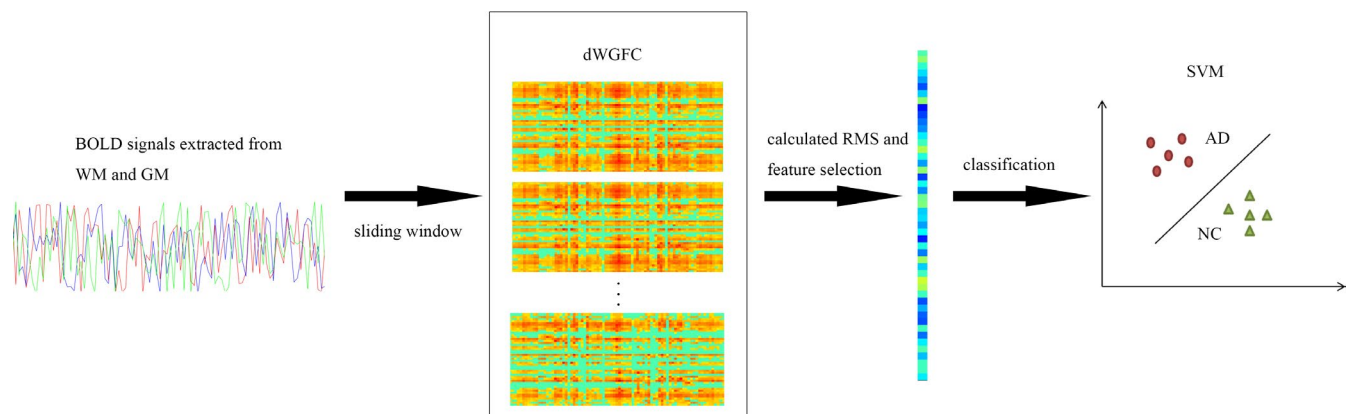 BOLD signals extracted from
WM and GM
sliding window
dWGFC
calculated RMS and
feature selection
classification
SVM
AD
NC